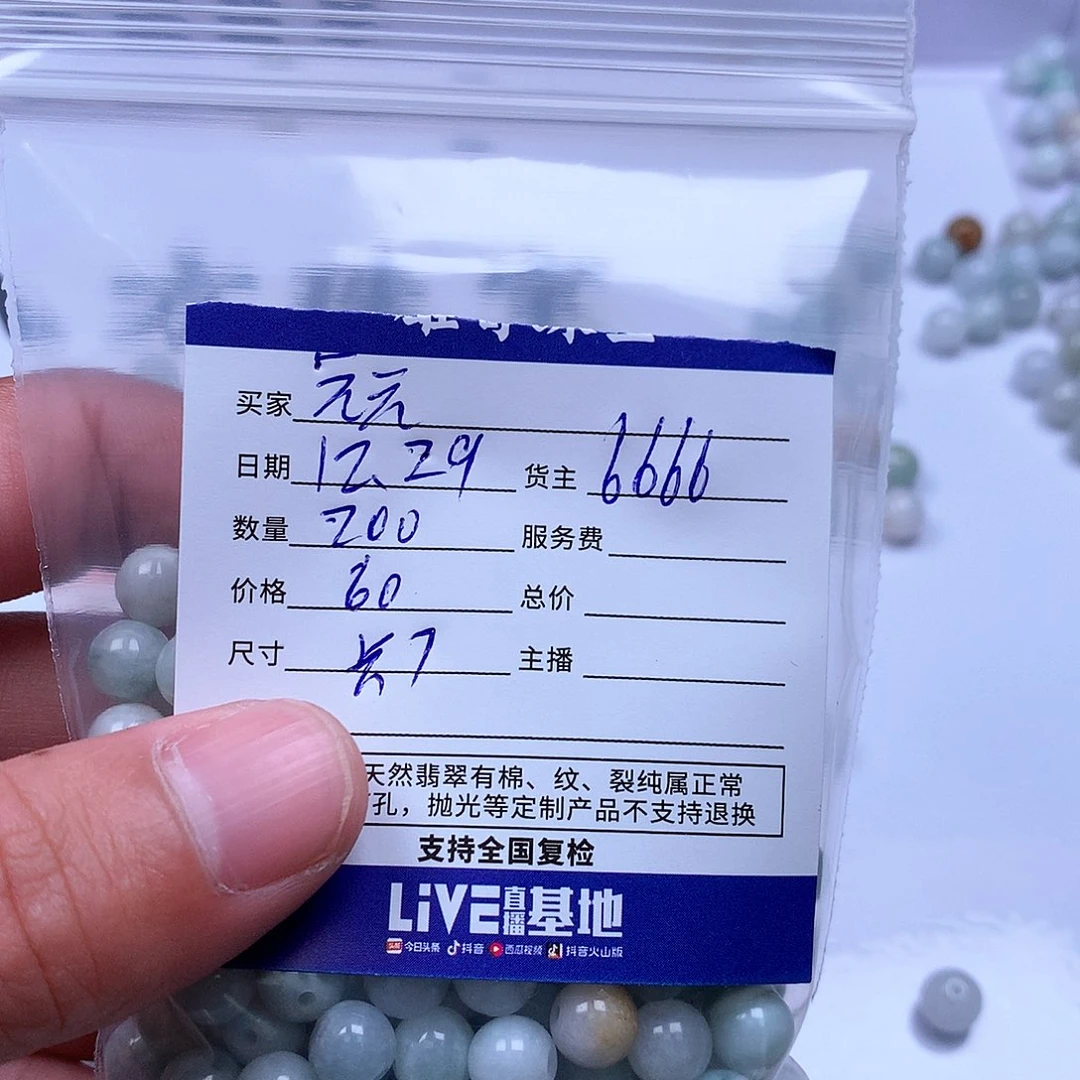 买家 元元
日期 12.29 货主 6666
数量 200 服务费
价格 60 总价
尺寸 7 主播
天然翡翠有棉、纹、裂纯属正常
孔，抛光等定制产品不支持退换
支持全国复检
LiVE直播基地
今日头条 抖音 西瓜视频 抖音火山版